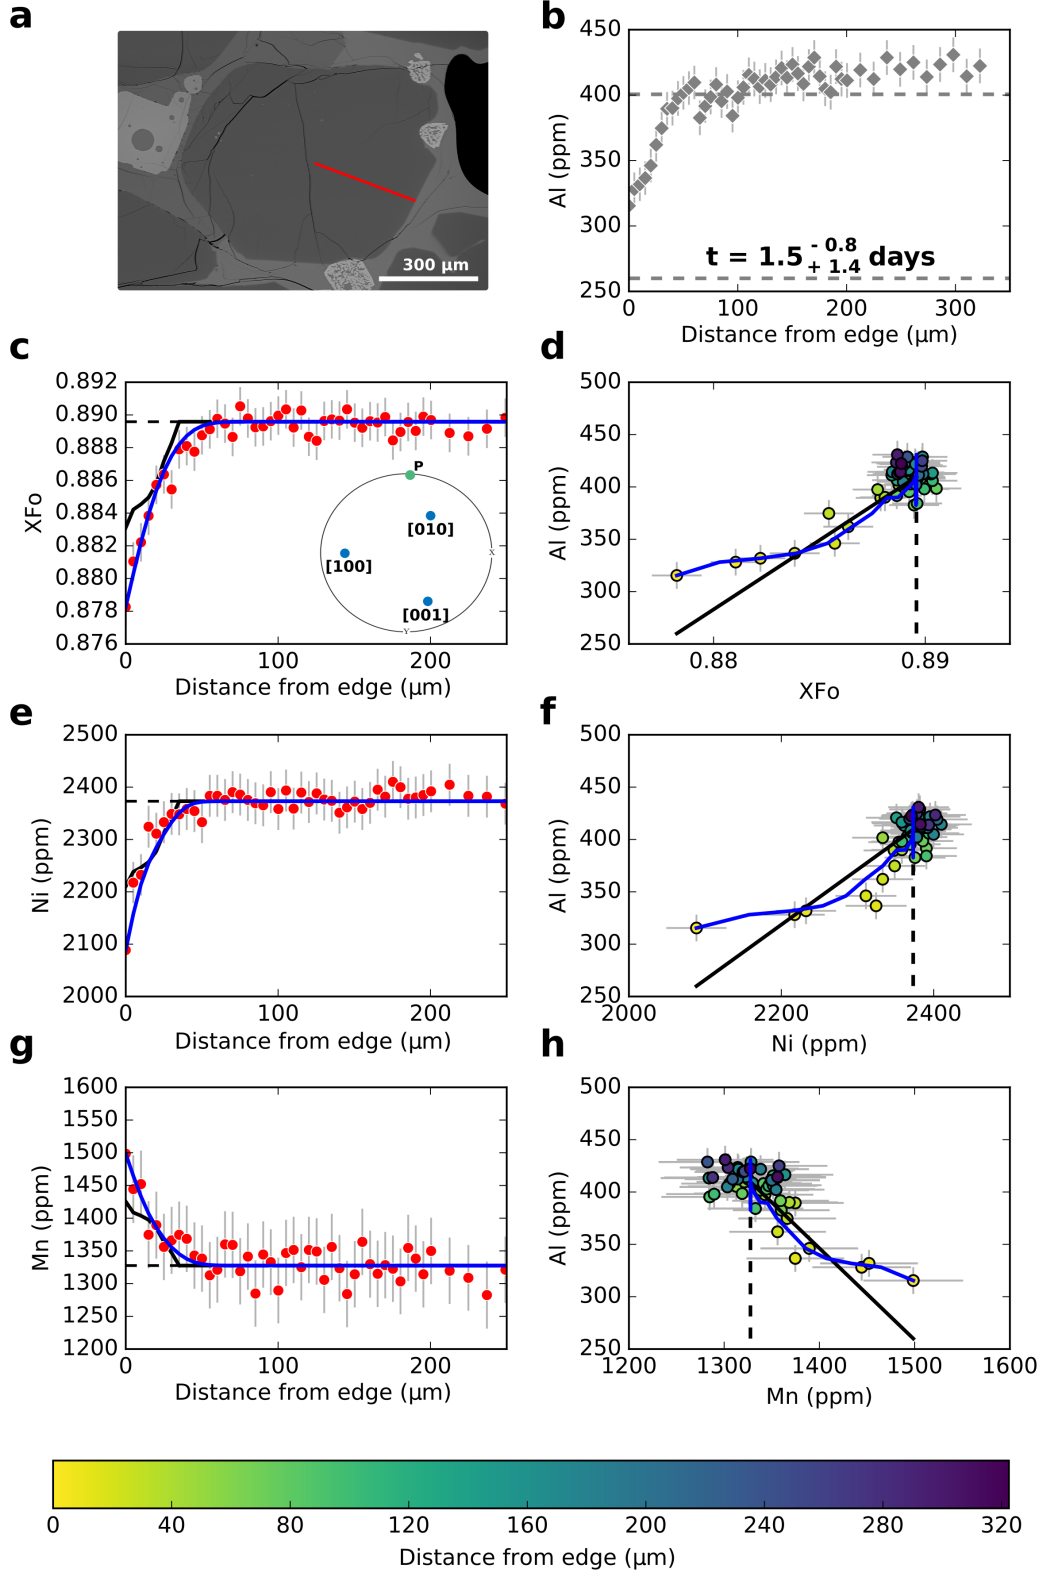 a
300 µm
b
450
400
350
300
250
Al (ppm)
t = 1.5 - 0.8 + 1.4 days
0
100
200
300
Distance from edge (µm)
c
0.892
0.890
0.888
0.886
0.884
0.882
0.880
0.878
0.876
XFo
P
[010]
X
[100]
[001]
Y
0
100
200
Distance from edge (µm)
d
500
450
400
350
300
250
Al (ppm)
0.88
0.89
XFo
e
2500
2400
2300
2200
2100
2000
Ni (ppm)
0
100
200
Distance from edge (µm)
f
500
450
400
350
300
250
Al (ppm)
2000
2200
2400
Ni (ppm)
g
1600
1550
1500
1450
1400
1350
1300
1250
1200
Mn (ppm)
0
100
200
Distance from edge (µm)
h
500
450
400
350
300
250
Al (ppm)
1200
1300
1400
1500
1600
Mn (ppm)
0
40
80
120
160
200
240
280
320
Distance from edge (µm)